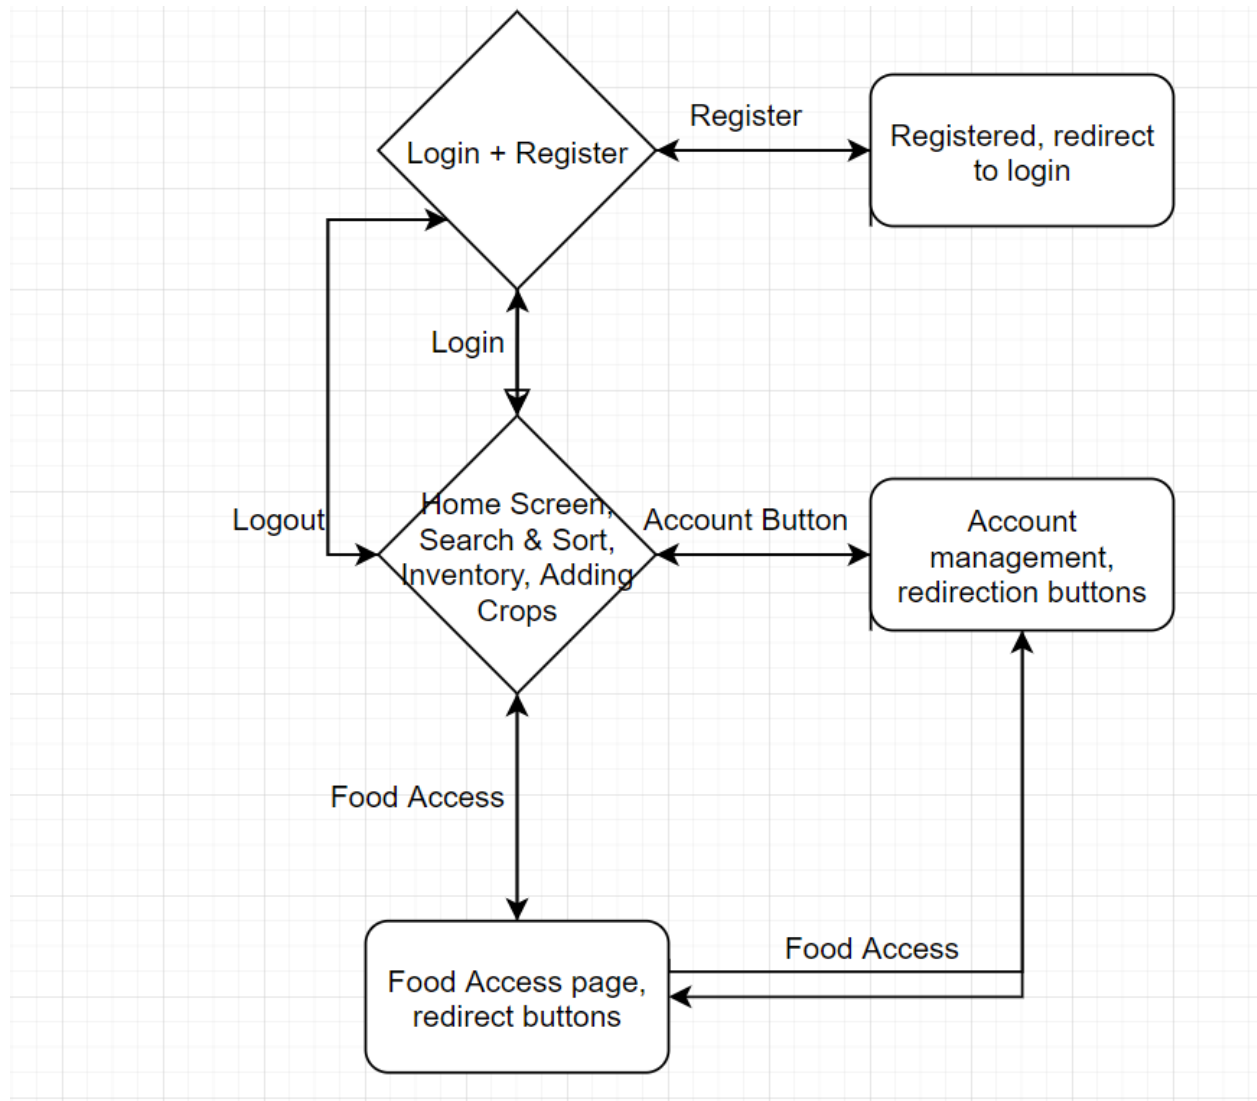 Login + Register
Register
Registered, redirect
to login
Login
Logout
Home Screen,
Search & Sort,
Inventory, Adding
Crops
Account Button
Account
management,
redirection buttons
Food Access
Food Access page,
redirect buttons
Food Access